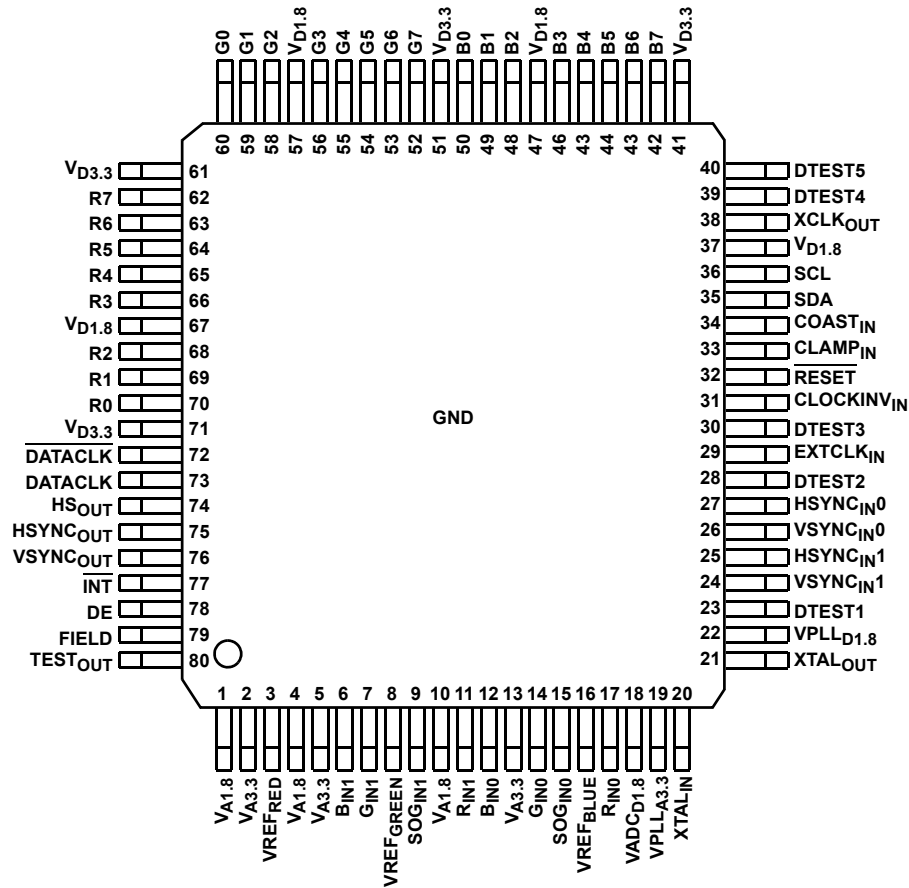 G0 G1 G2 VD1.8 G3 G4 G5 G6 G7 VD3.3 B0 B1 B2 VD1.8 B3 B4 B5 B6 B7 VD3.3
60 59 58 57 56 55 54 53 52 51 50 49 48 47 46 43 44 43 42 41
VD3.3 61 40 DTEST5
R7 62 39 DTEST4
R6 63 38 XCLKOUT
R5 64 37 VD1.8
R4 65 36 SCL
R3 66 35 SDA
VD1.8 67 34 COASTIN
R2 68 33 CLAMPIN
R1 69 32 RESET
R0 70 31 CLOCKINVIN
GND
VD3.3 71 30 DTEST3
DATACLK 72 29 EXTCLKIN
DATACLK 73 28 DTEST2
HSOUT 74 27 HSYNCIN0
HSYNCOUT 75 26 VSYNCIN0
VSYNCOUT 76 25 HSYNCIN1
INT 77 24 VSYNCIN1
DE 78 23 DTEST1
FIELD 79 22 VPLLD1.8
TESTOUT 80 21 XTALOUT
1 2 3 4 5 6 7 8 9 10 11 12 13 14 15 16 17 18 19 20
VA1.8 VA3.3 VREFRED VA1.8 VA3.3 BIN1 GIN1 VREFGREEN SOGIN1 VA1.8 RIN1 BIN0 VA3.3 GIN0 SOGIN0 VREFBLUE RIN0 VADCD1.8 VPLLA3.3 XTALIN